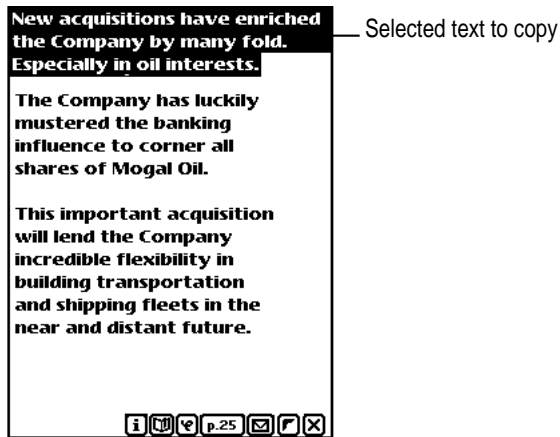 New acquisitions have enriched
the Company by many fold.
Especially in oil interests.
Selected text to copy
The Company has luckily
mustered the banking
influence to corner all
shares of Mogal Oil.
This important acquisition
will lend the Company
incredible flexibility in
building transportation
and shipping fleets in the
near and distant future.
i
p.25